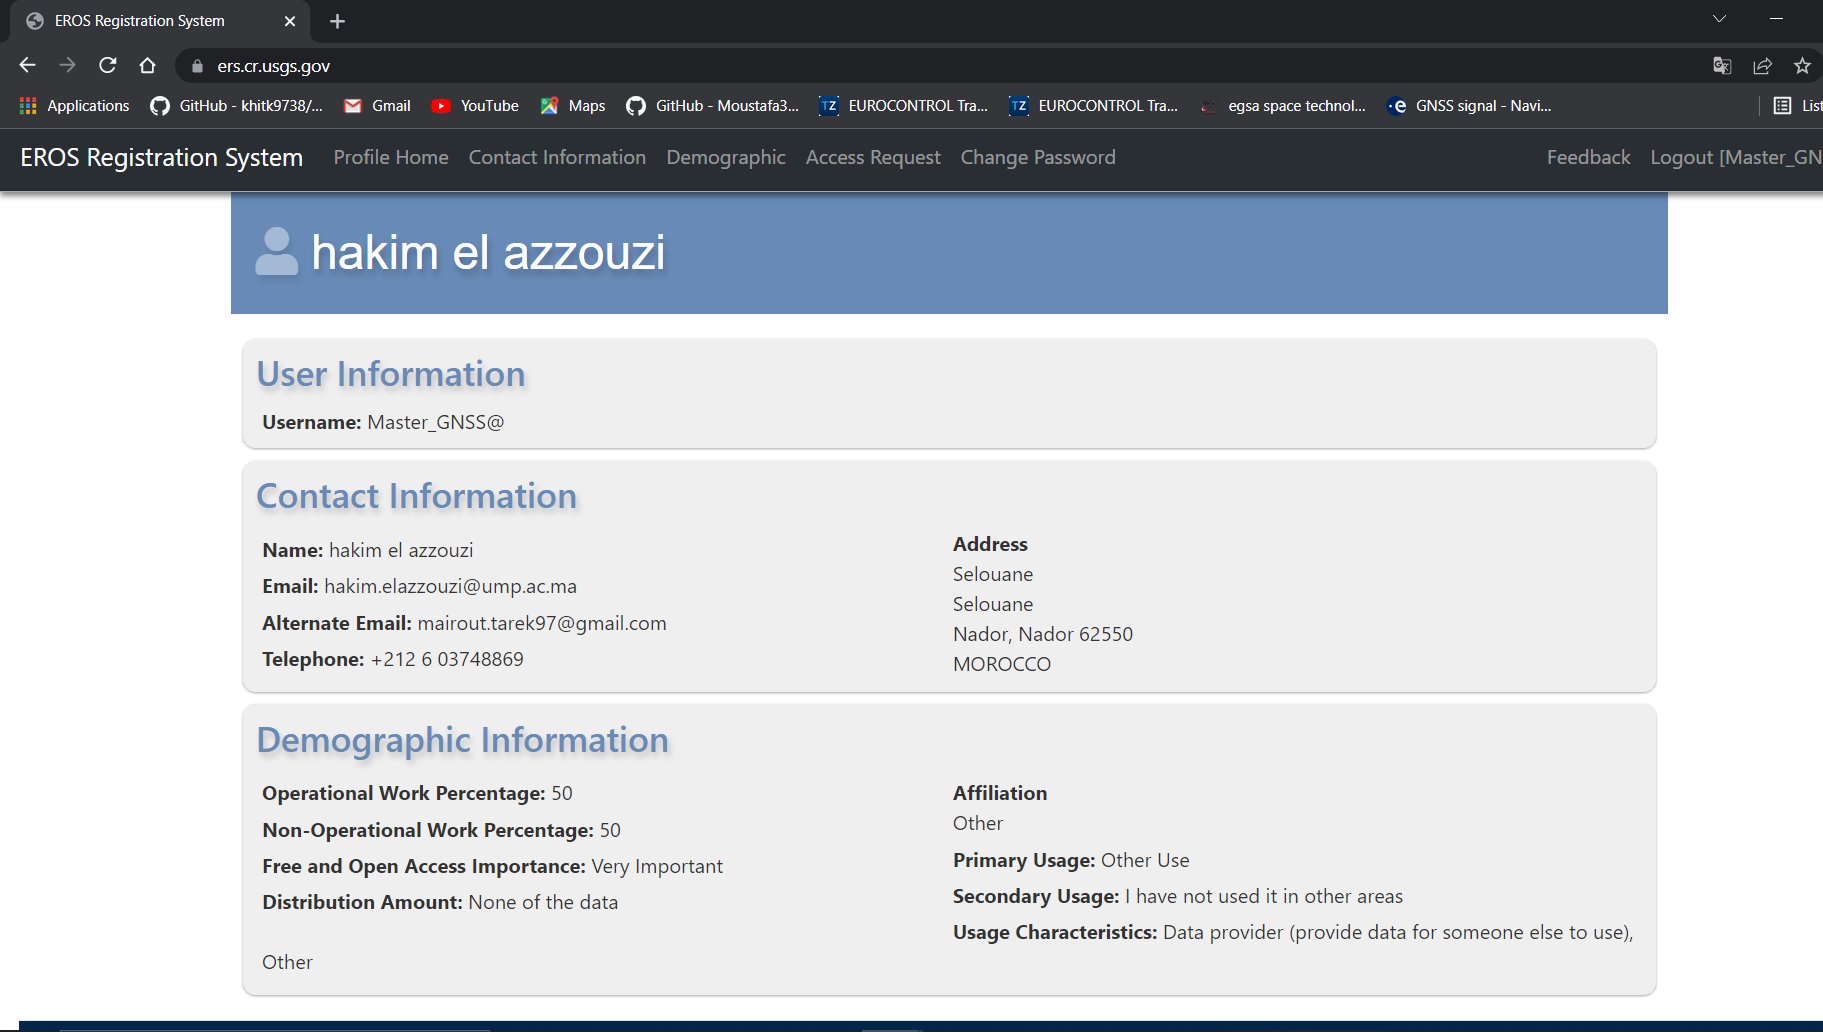 EROS Registration System
ers.cr.usgs.gov
Applications GitHub - khitk9738/... Gmail YouTube Maps GitHub - Moustafa3... EUROCONTROL Tra... EUROCONTROL Tra... egsa space technol... GNSS signal - Navi... List
EROS Registration System Profile Home Contact Information Demographic Access Request Change Password Feedback Logout [Master_GN
hakim el azzouzi
User Information
Username: Master_GNSS@
Contact Information
Name: hakim el azzouzi
Email: hakim.elazzouzi@ump.ac.ma
Alternate Email: mairout.tarek97@gmail.com
Telephone: +212 6 03748869
Address
Selouane
Selouane
Nador, Nador 62550
MOROCCO
Demographic Information
Operational Work Percentage: 50
Non-Operational Work Percentage: 50
Free and Open Access Importance: Very Important
Distribution Amount: None of the data
Affiliation
Other
Primary Usage: Other Use
Secondary Usage: I have not used it in other areas
Usage Characteristics: Data provider (provide data for someone else to use),
Other